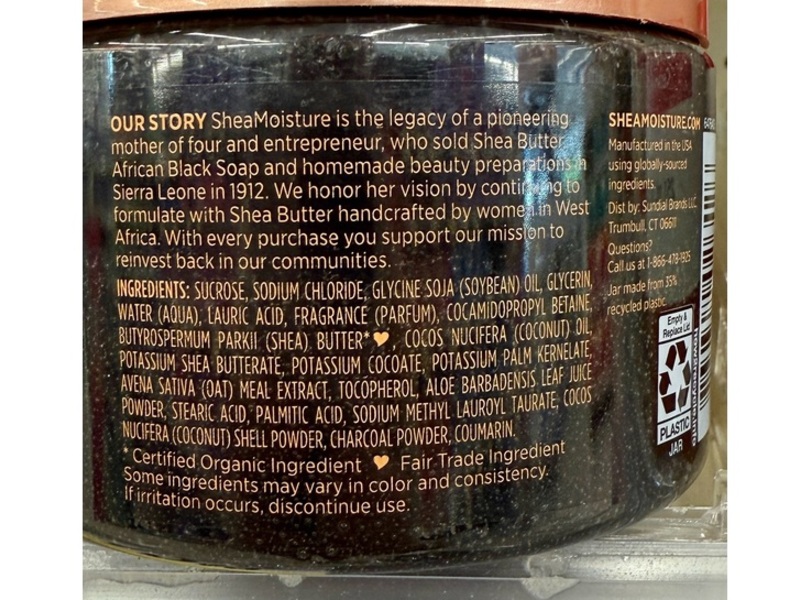 OUR STORY SheaMoisture is the legacy of a pioneering
mother of four and entrepreneur, who sold Shea Butter,
African Black Soap and homemade beauty preparations in
Sierra Leone in 1912. We honor her vision by continuing to
formulate with Shea Butter handcrafted by women in West
Africa. With every purchase you support our mission to
reinvest back in our communities.
INGREDIENTS: SUCROSE, SODIUM CHLORIDE, GLYCINE SOJA (SOYBEAN) OIL, GLYCERIN,
WATER (AQUA), LAURIC ACID, FRAGRANCE (PARFUM), COCAMIDOPROPYL BETAINE,
BUTYROSPERMUM PARKII (SHEA) BUTTER*♥, COCOS NUCIFERA (COCONUT) OIL,
POTASSIUM SHEA BUTTERATE, POTASSIUM COCOATE, POTASSIUM PALM KERNELATE,
AVENA SATIVA (OAT) MEAL EXTRACT, TOCOPHEROL, ALOE BARBADENSIS LEAF JUICE
POWDER, STEARIC ACID, PALMITIC ACID, SODIUM METHYL LAUROYL TAURATE, COCOS
NUCIFERA (COCONUT) SHELL POWDER, CHARCOAL POWDER, COUMARIN.
* Certified Organic Ingredient ♥ Fair Trade Ingredient
Some ingredients may vary in color and consistency.
If irritation occurs, discontinue use.
SHEAMOISTURE.COM
Manufactured in the USA
using globally-sourced
ingredients.
Dist by: Sundial Brands LLC.
Trumbull, CT 06611
Questions?
Call us at 1-866-478-1925
Jar made from 35%
recycled plastic.
Empty &
Replace Lid
PLASTIC
JAR